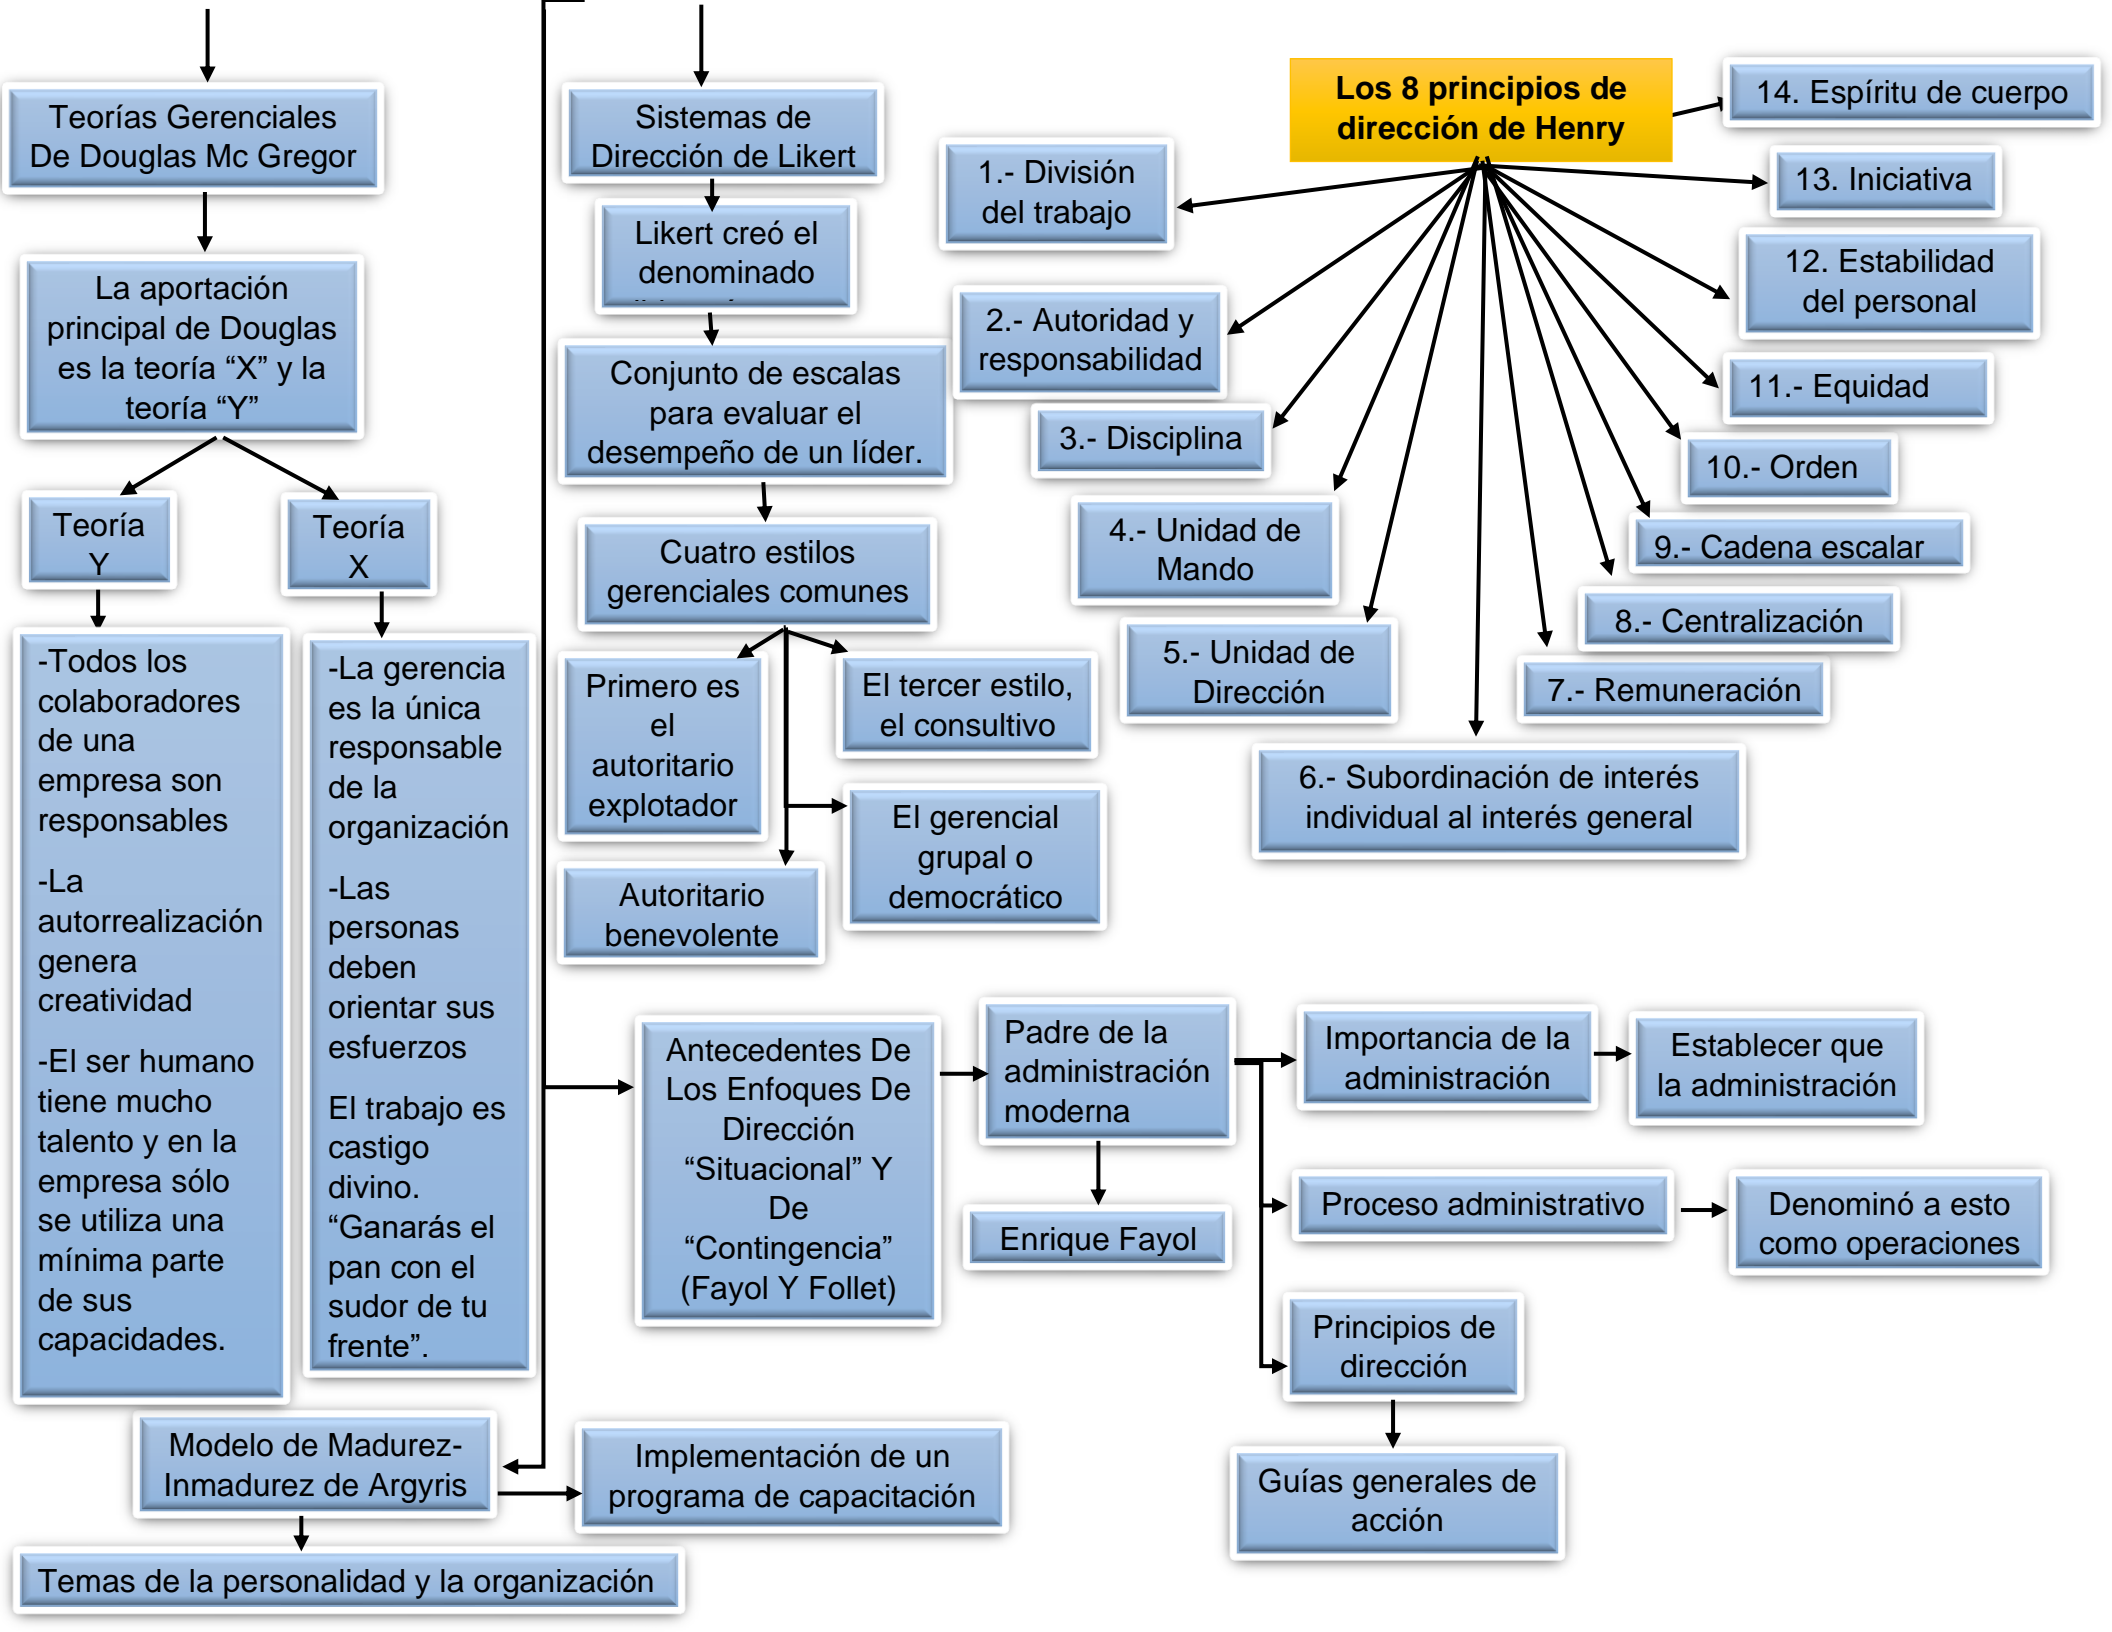 Teorías Gerenciales
De Douglas Mc Gregor
La aportación
principal de Douglas
es la teoría “X” y la
teoría “Y”
Teoría
Y
Teoría
X
-Todos los
colaboradores
de una
empresa son
responsables
-La
autorrealización
genera
creatividad
-El ser humano
tiene mucho
talento y en la
empresa sólo
se utiliza una
mínima parte
de sus
capacidades.
-La gerencia
es la única
responsable
de la
organización
-Las
personas
deben
orientar sus
esfuerzos
El trabajo es
castigo
divino.
“Ganarás el
pan con el
sudor de tu
frente”.
Sistemas de
Dirección de Likert
Likert creó el
denominado
Conjunto de escalas
para evaluar el
desempeño de un líder.
Cuatro estilos
gerenciales comunes
Primero es
el
autoritario
explotador
El tercer estilo,
el consultivo
El gerencial
grupal o
democrático
Autoritario
benevolente
Los 8 principios de
dirección de Henry
1.- División
del trabajo
2.- Autoridad y
responsabilidad
3.- Disciplina
4.- Unidad de
Mando
5.- Unidad de
Dirección
6.- Subordinación de interés
individual al interés general
7.- Remuneración
8.- Centralización
9.- Cadena escalar
10.- Orden
11.- Equidad
12. Estabilidad
del personal
13. Iniciativa
14. Espíritu de cuerpo
Antecedentes De
Los Enfoques De
Dirección
“Situacional” Y
De
“Contingencia”
(Fayol Y Follet)
Padre de la
administración
moderna
Enrique Fayol
Importancia de la
administración
Establecer que
la administración
Proceso administrativo
Denominó a esto
como operaciones
Principios de
dirección
Guías generales de
acción
Modelo de Madurez-
Inmadurez de Argyris
Implementación de un
programa de capacitación
Temas de la personalidad y la organización